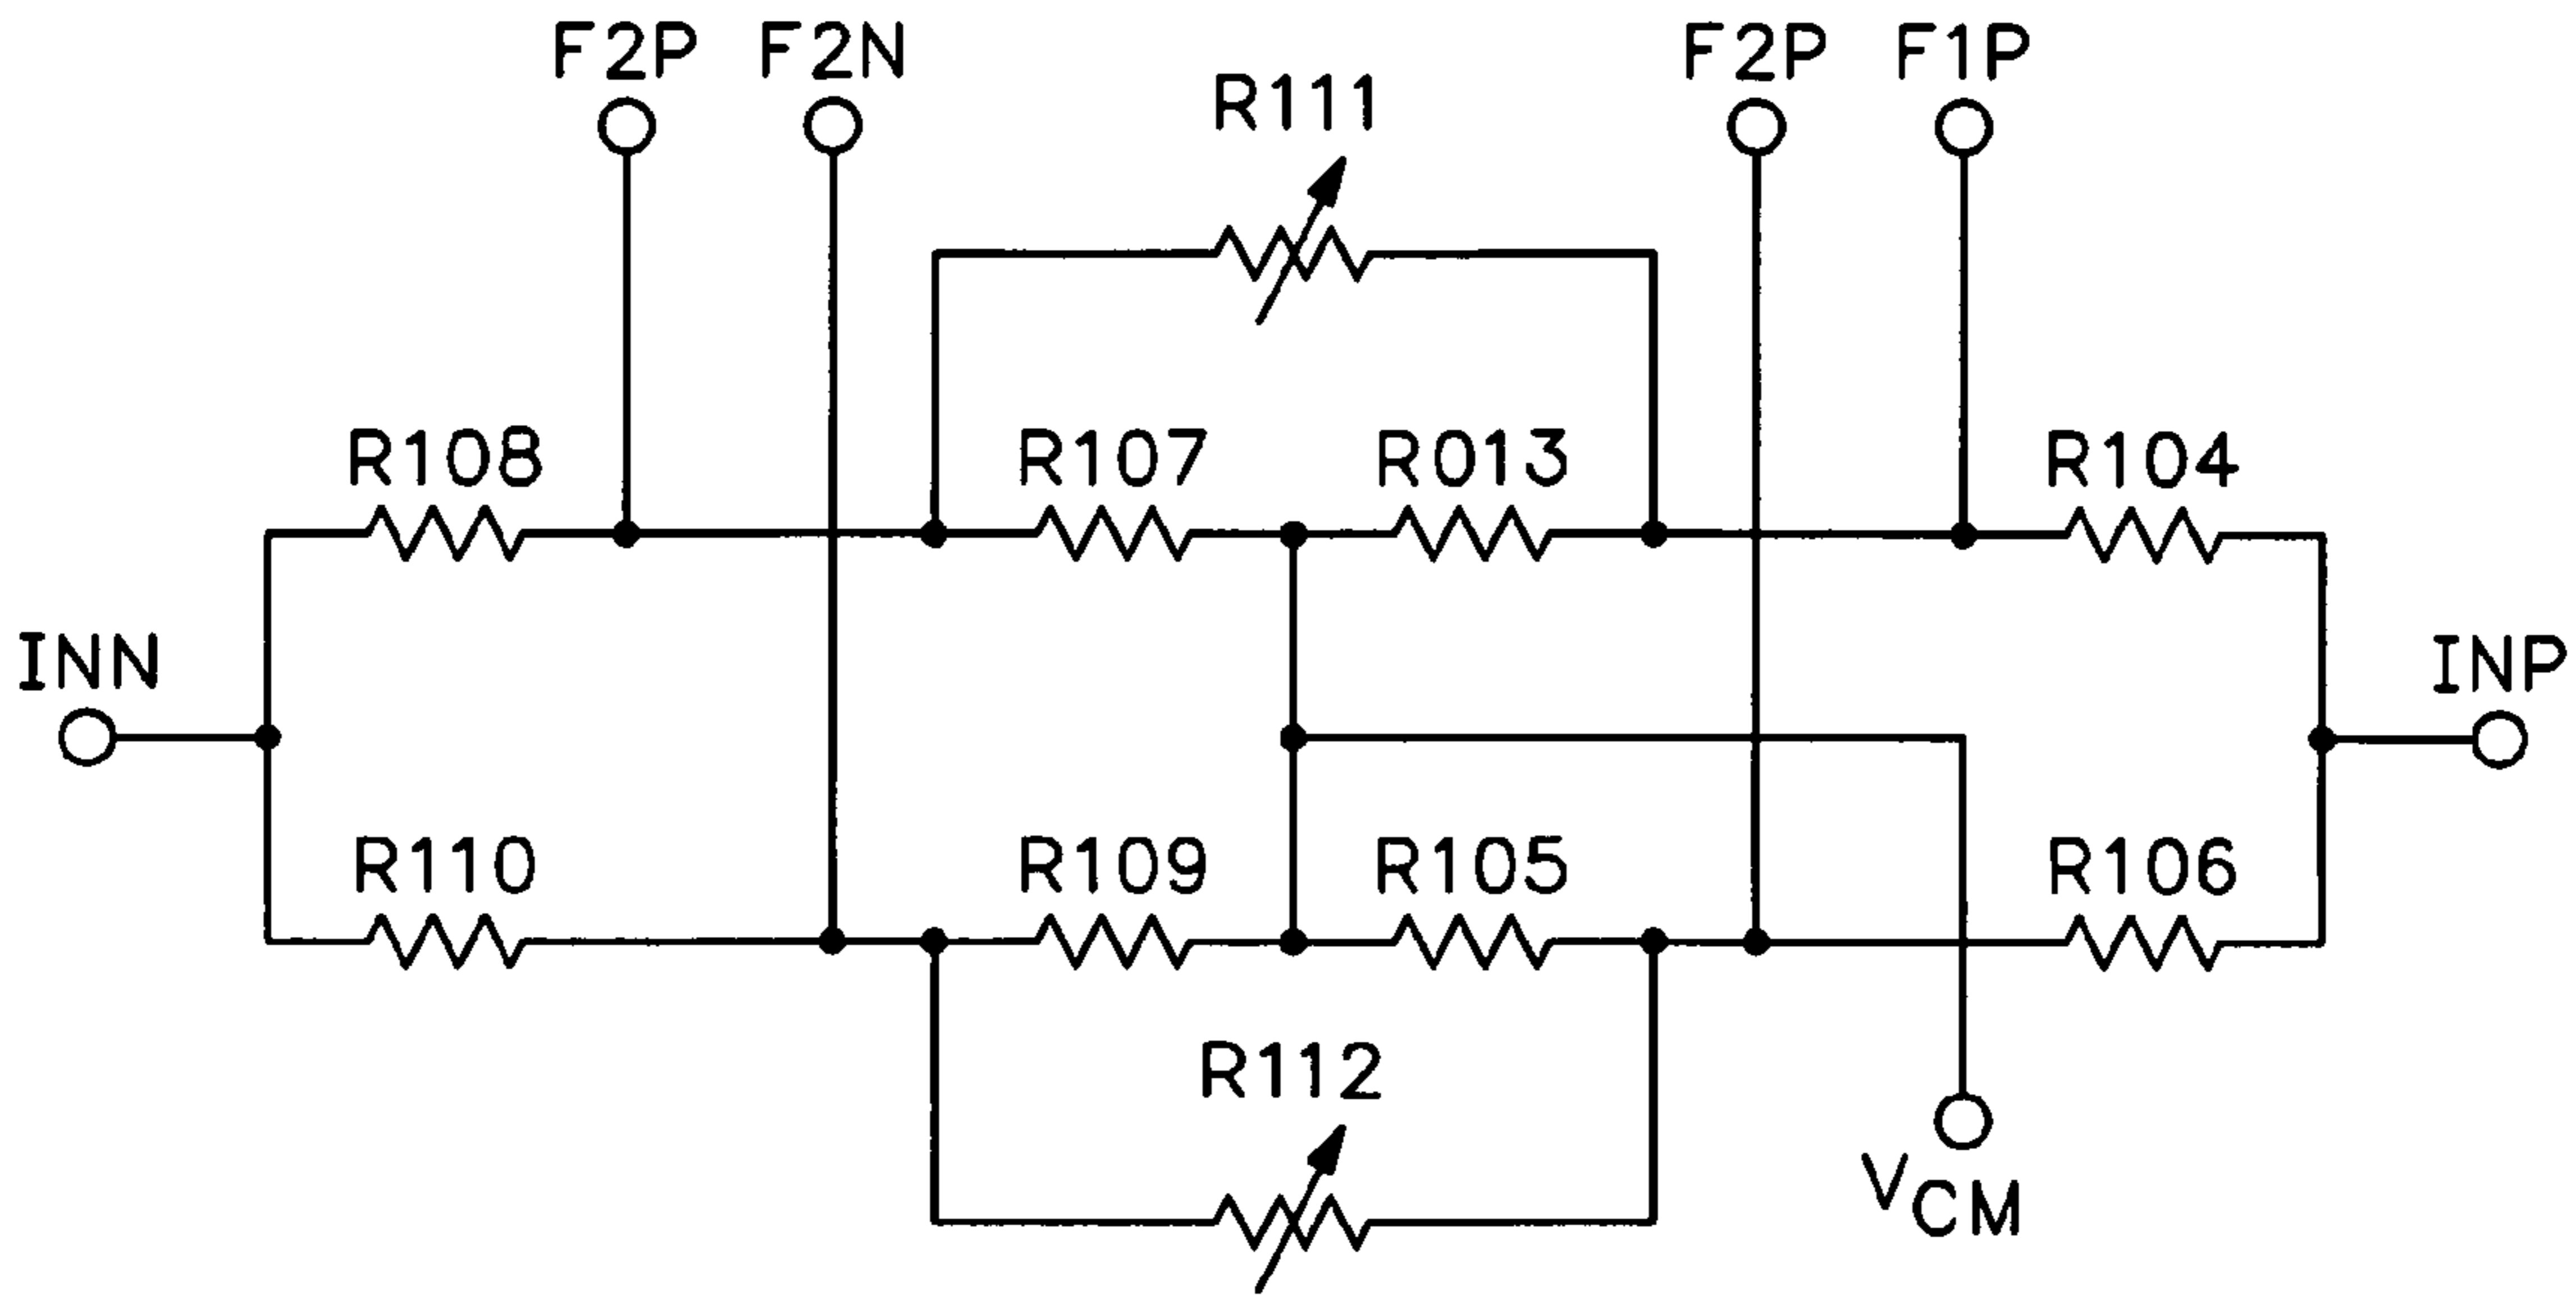 F2P F2N F2P F1P
R111
R108 R107 R013 R104
INN INP
R110 R109 R105 R106
R112
VCM